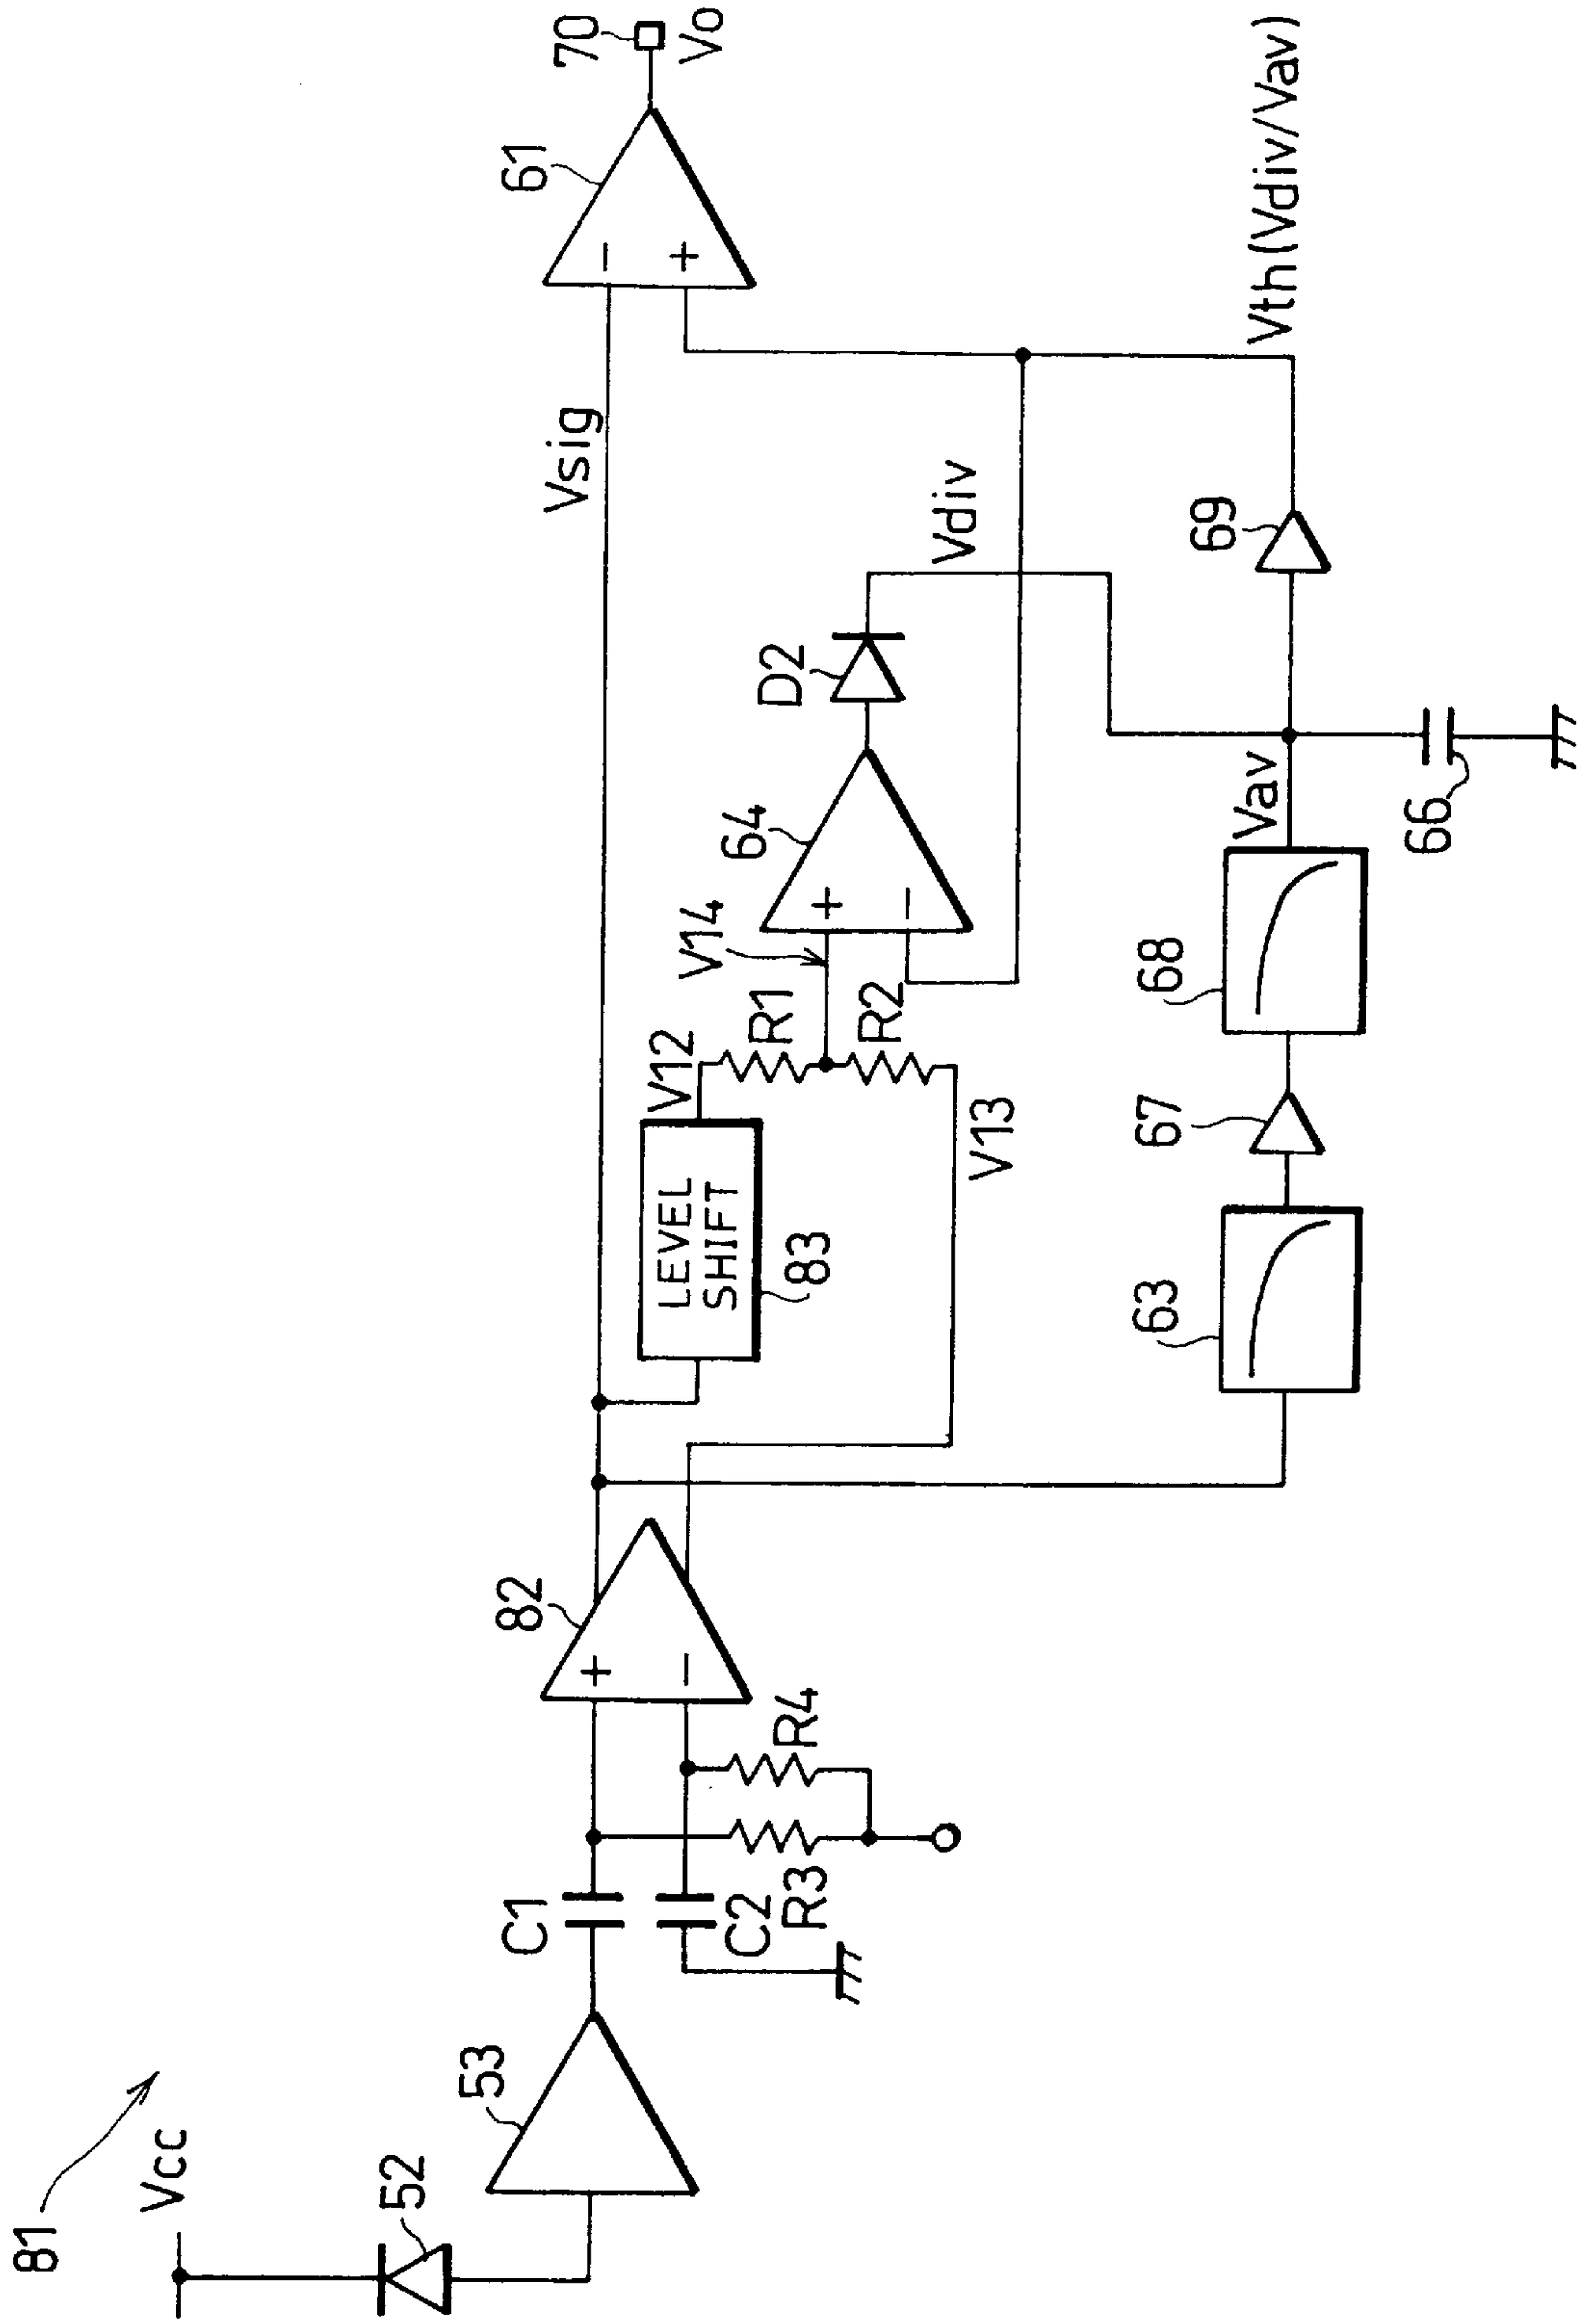 81
Vcc
52
53
C1
C2
R3
R4
+
−
82
LEVEL
SHIFT
83
V12
V13
R1
R2
V14
+
−
64
D2
Vdiv
Vsig
−
+
61
70
Vo
63
67
68
Vav
66
69
Vth(Vdiv/Vav)